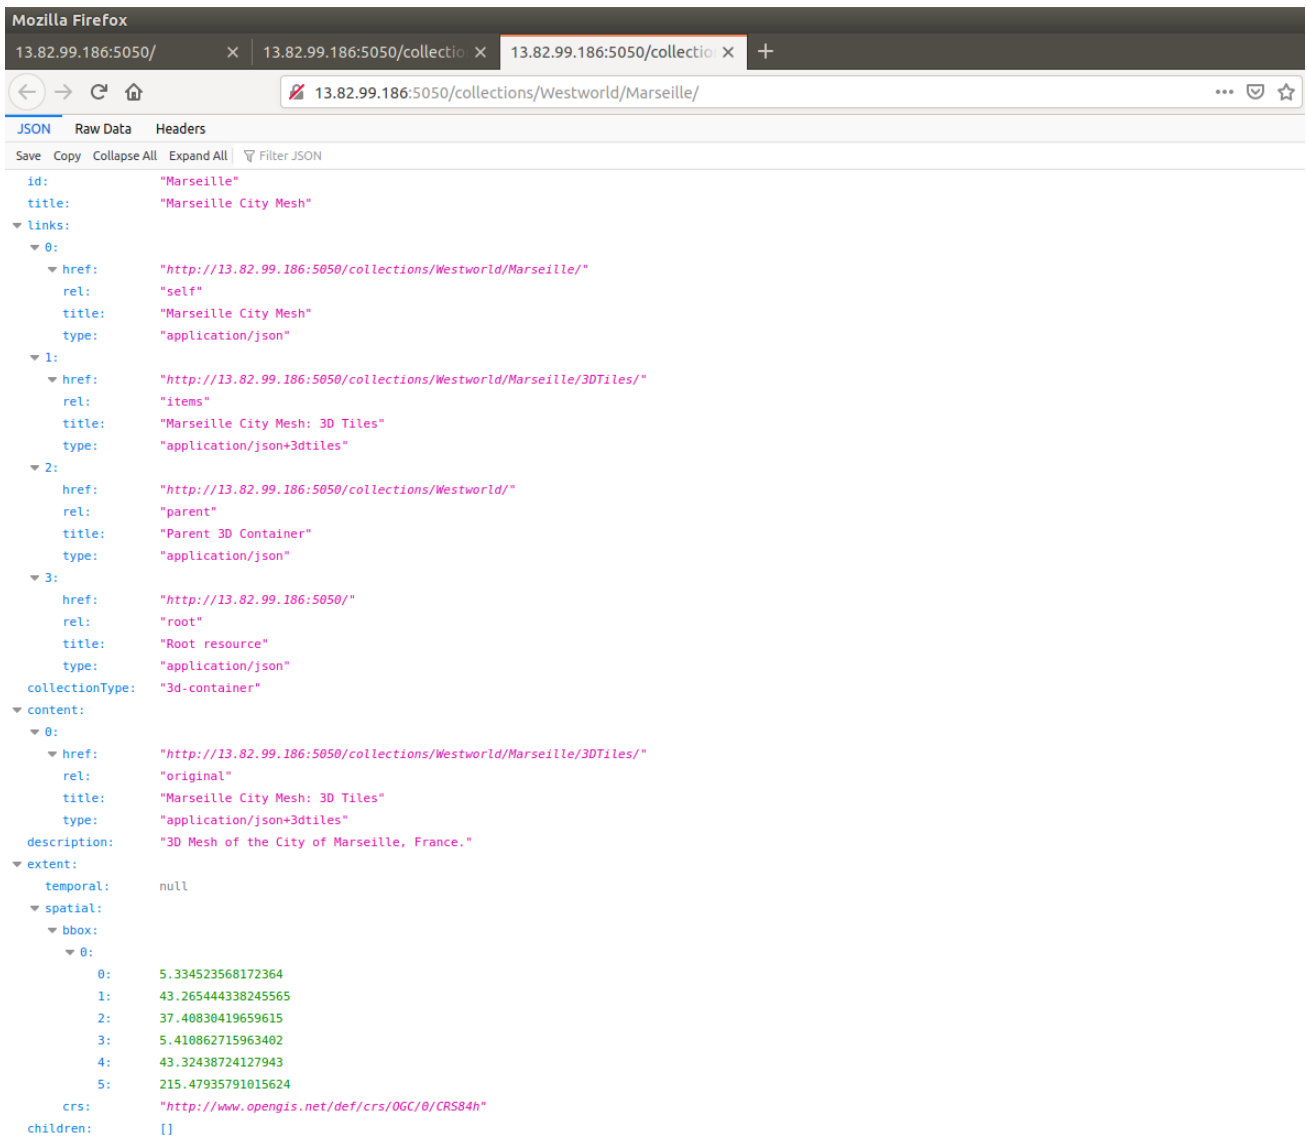 Mozilla Firefox
13.82.99.186:5050/ × 13.82.99.186:5050/collectio × 13.82.99.186:5050/collectio × +
13.82.99.186:5050/collections/Westworld/Marseille/
JSON Raw Data Headers
Save Copy Collapse All Expand All Filter JSON
id: "Marseille"
title: "Marseille City Mesh"
links:
0:
href: "http://13.82.99.186:5050/collections/Westworld/Marseille/"
rel: "self"
title: "Marseille City Mesh"
type: "application/json"
1:
href: "http://13.82.99.186:5050/collections/Westworld/Marseille/3DTiles/"
rel: "items"
title: "Marseille City Mesh: 3D Tiles"
type: "application/json+3dtiles"
2:
href: "http://13.82.99.186:5050/collections/Westworld/"
rel: "parent"
title: "Parent 3D Container"
type: "application/json"
3:
href: "http://13.82.99.186:5050/"
rel: "root"
title: "Root resource"
type: "application/json"
collectionType: "3d-container"
content:
0:
href: "http://13.82.99.186:5050/collections/Westworld/Marseille/3DTiles/"
rel: "original"
title: "Marseille City Mesh: 3D Tiles"
type: "application/json+3dtiles"
description: "3D Mesh of the City of Marseille, France."
extent:
temporal: null
spatial:
bbox:
0:
0: 5.334523568172364
1: 43.265444338245565
2: 37.40830419659615
3: 5.410862715963402
4: 43.32438724127943
5: 215.47935791015624
crs: "http://www.opengis.net/def/crs/OGC/0/CRS84h"
children: []